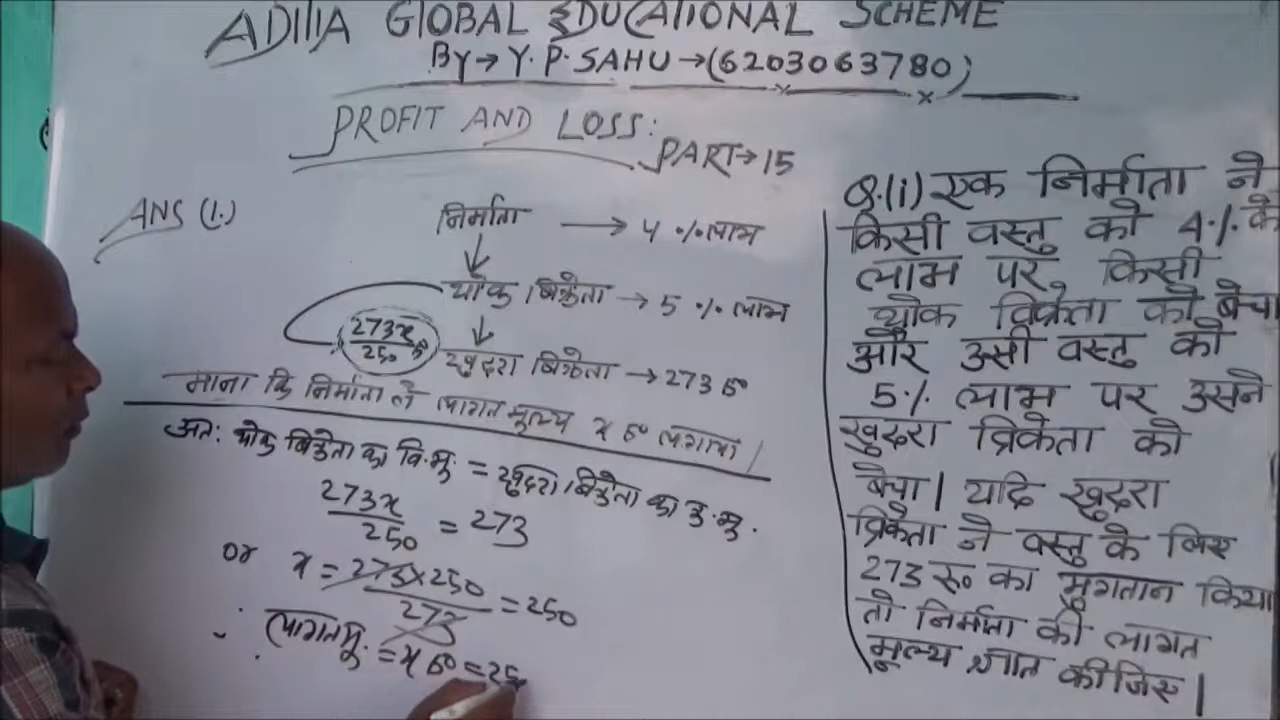 ADITIA GLOBAL EDUCATIONAL SCHEME
BY→Y.P.SAHU→(6203063780)
PROFIT AND LOSS:
PART→15
ANS (1.)
निर्माता → 4 % लाभ
थोक बिक्रेता → 5 % लाभ
273x/250 रु
खुदरा बिक्रेता → 273 रु०
माना कि निर्माता ने लागत मूल्य x रु० लगाया।
अतः थोक बिक्रेता का वि.मू. = खुदरा बिक्रेता का क्र.मू.
273x/250 = 273
or x = 273×250/273 = 250
∴ लागत मू. = x रु० = 25
Q.(i) एक निर्माता ने
किसी वस्तु को 4% के
लाभ पर किसी
थोक विक्रेता को बेचा
और उसी वस्तु को
5% लाभ पर उसने
खुदरा विक्रेता को
बेचा। यदि खुदरा
विक्रेता ने वस्तु के लिए
273 रु० का भुगतान किया
तो निर्माता की लागत
मूल्य ज्ञात कीजिए।